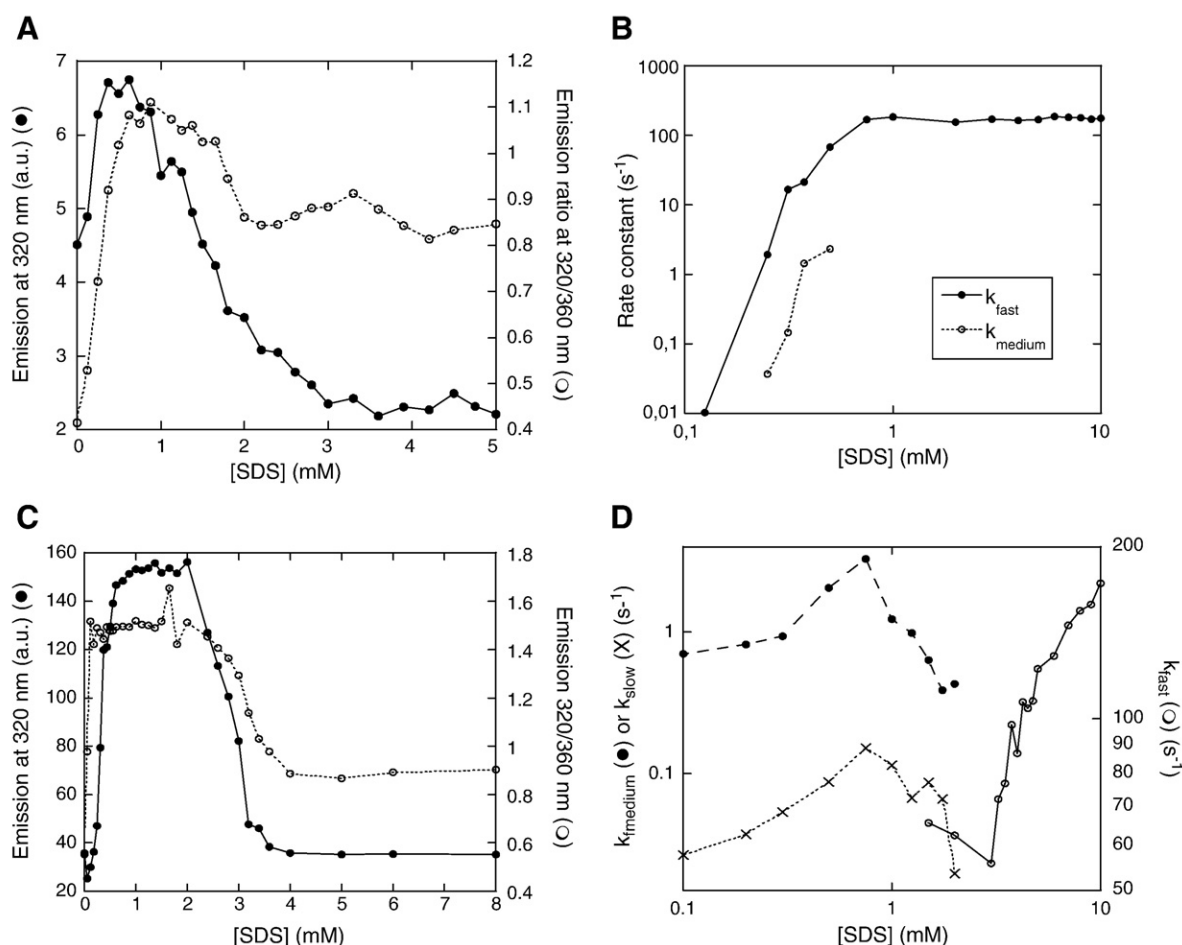 A
Emission at 320 nm (a.u.) (●)
7
6
5
4
3
2
1.2
1.1
1
0.9
0.8
0.7
0.6
0.5
0.4
Emission ratio at 320/360 nm (○)
0 1 2 3 4 5
[SDS] (mM)
B
Rate constant (s-1)
1000
100
10
1
0,1
0,01
k fast
k medium
0,1 1 10
[SDS] (mM)
C
Emission at 320 nm (a.u.) (●)
160
140
120
100
80
60
40
20
1.8
1.6
1.4
1.2
1
0.8
0.6
0.4
Emission 320/360 nm (○)
0 1 2 3 4 5 6 7 8
[SDS] (mM)
D
kfmedium (●) or kslow (X) (s-1)
1
0.1
200
100
90
80
70
60
50
kfast (○) (s-1)
0.1 1 10
[SDS] (mM)